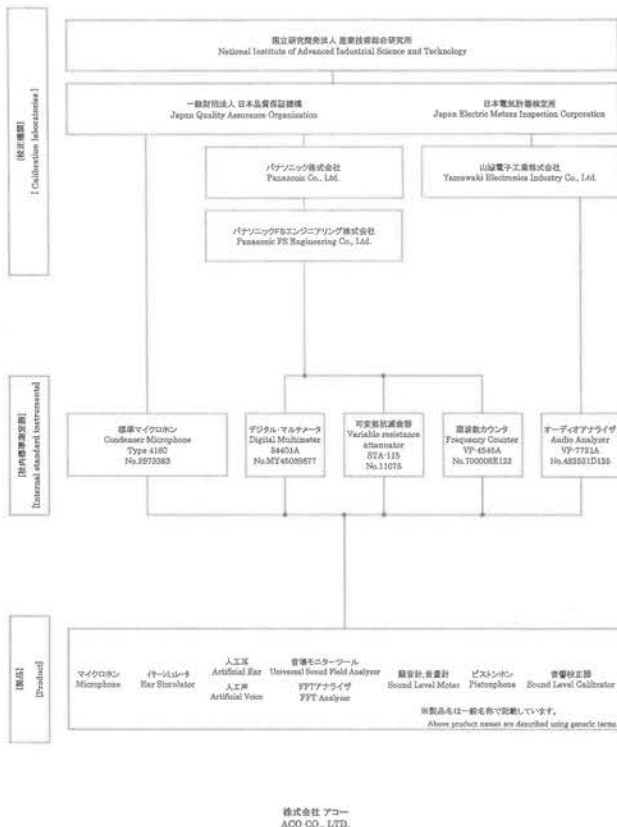 国立研究開発法人 産業技術総合研究所
National Institute of Advanced Industrial Science and Technology
[校正機関]
[Calibration laboratories]
一般財団法人 日本品質保証機構
Japan Quality Assurance Organization
日本電気計器検定所
Japan Electric Meters Inspection Corporation
パナソニック株式会社
Panasonic Co., Ltd.
山脇電子工業株式会社
Yamawaki Electronics Industry Co., Ltd.
パナソニックFSエンジニアリング株式会社
Panasonic FS Engineering Co., Ltd.
[社内標準測定器]
[Internal standard instruments]
標準マイクロホン
Condenser Microphone
Type 4160
No.2973383
デジタル・マルチメータ
Digital Multimeter
34401A
No.MY45039677
可変抵抗減衰器
Variable resistance
attenuator
STA-115
No.11075
周波数カウンタ
Frequency Counter
VP-4545A
No.700008E122
オーディオアナライザ
Audio Analyzer
VP-7721A
No.482531D125
[製品]
[Product]
マイクロホン
Microphone
イヤーシミュレータ
Ear Simulator
人工耳
Artificial Ear
人工声
Artificial Voice
音場モニターツール
Universal Sound Field Analyzer
FFTアナライザ
FFT Analyzer
騒音計,音量計
Sound Level Meter
ピストンホン
Pistonphone
音響校正器
Sound Level Calibrator
※製品名は一般名称で記載しています。
Above product names are described using generic terms.
株式会社 アコー
ACO CO., LTD.